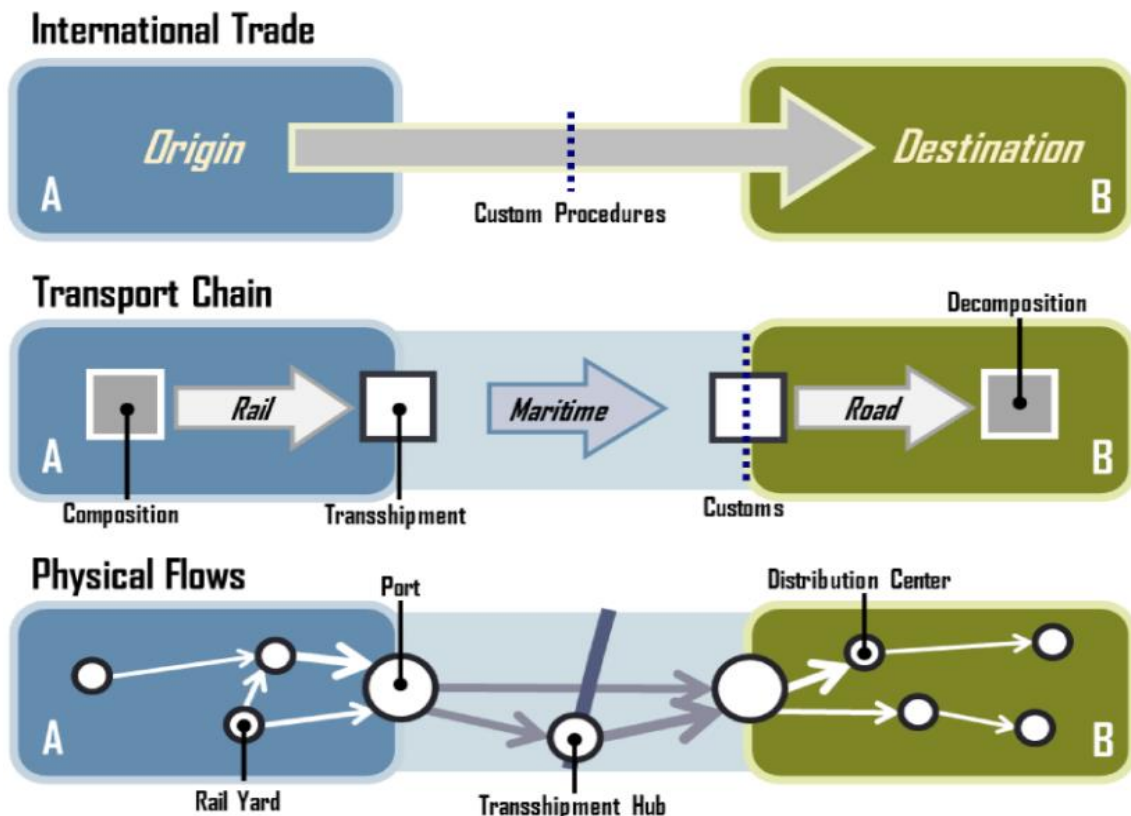 International Trade
Origin
Destination
A
B
Custom Procedures
Transport Chain
Decomposition
Rail
Maritime
Road
A
B
Composition
Transshipment
Customs
Physical Flows
Port
Distribution Center
A
B
Rail Yard
Transshipment Hub